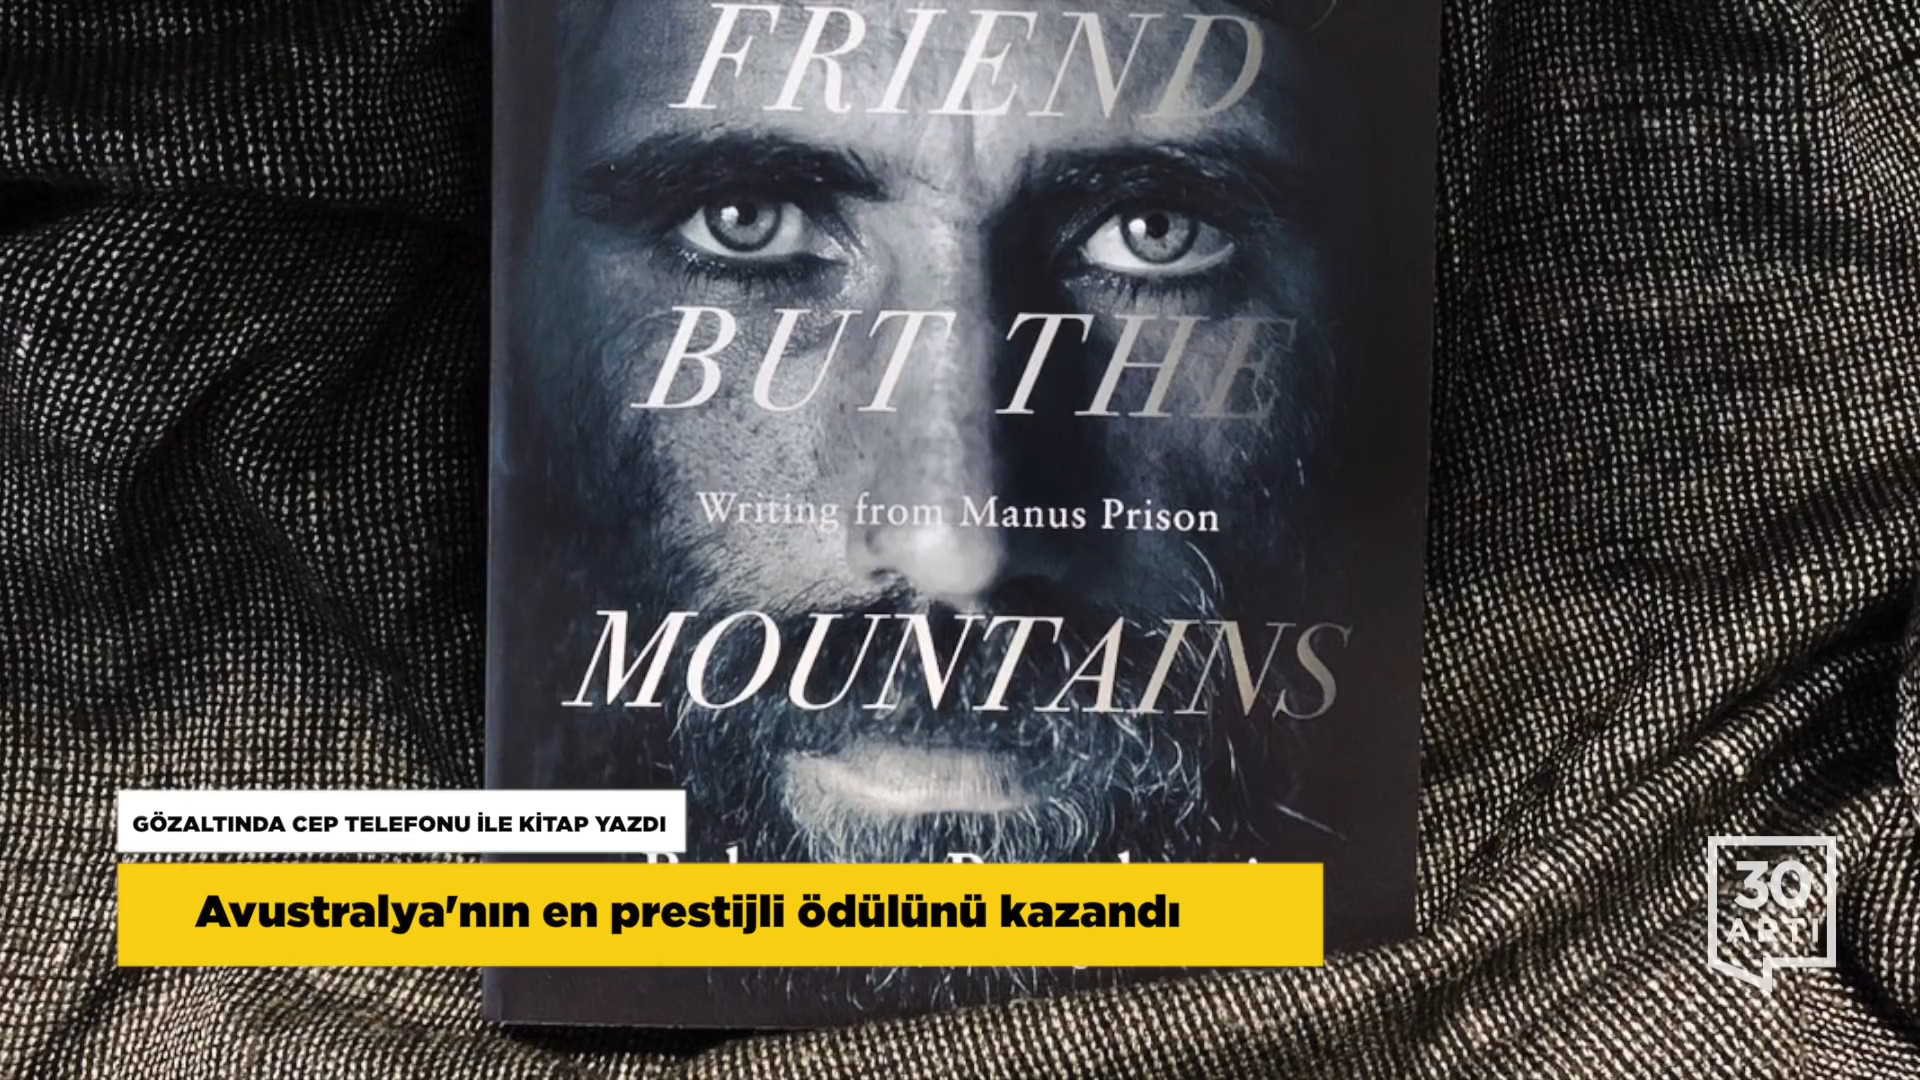 FRIEND
BUT THE
Writing from Manus Prison
MOUNTAINS
GÖZALTINDA CEP TELEFONU İLE KİTAP YAZDI
Avustralya'nın en prestijli ödülünü kazandı
30
ARTI